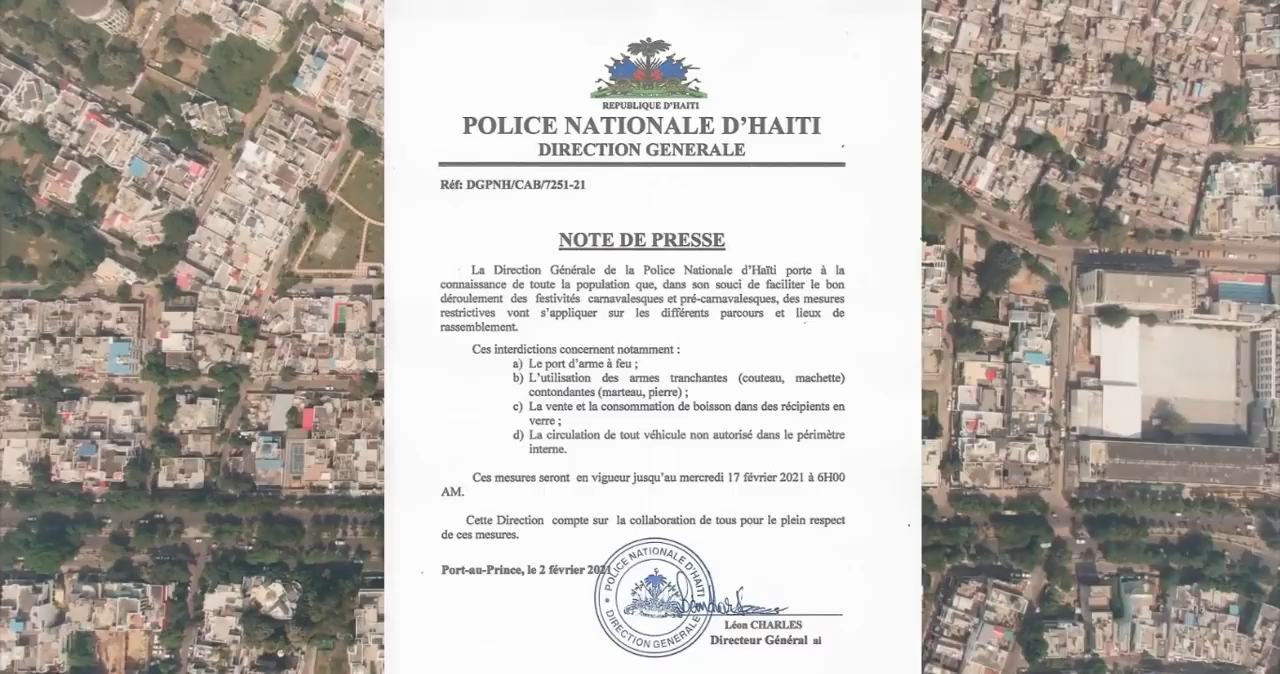 REPUBLIQUE D'HAITI
POLICE NATIONALE D'HAITI
DIRECTION GENERALE
Réf: DGPNH/CAB/7251-21
NOTE DE PRESSE
La Direction Générale de la Police Nationale d'Haïti porte à la
connaissance de toute la population que, dans son souci de faciliter le bon
déroulement des festivités carnavalesques et pré-carnavalesques, des mesures
restrictives vont s'appliquer sur les différents parcours et lieux de
rassemblement.
Ces interdictions concernent notamment :
a) Le port d'arme à feu ;
b) L'utilisation des armes tranchantes (couteau, machette)
contondantes (marteau, pierre) ;
c) La vente et la consommation de boisson dans des récipients en
verre ;
d) La circulation de tout véhicule non autorisé dans le périmètre
interne.
Ces mesures seront en vigueur jusqu'au mercredi 17 février 2021 à 6H00
AM.
Cette Direction compte sur la collaboration de tous pour le plein respect
de ces mesures.
Port-au-Prince, le 2 février 2021
POLICE NATIONALE D'HAITI
DIRECTION GENERALE
Léon CHARLES
Directeur Général ai